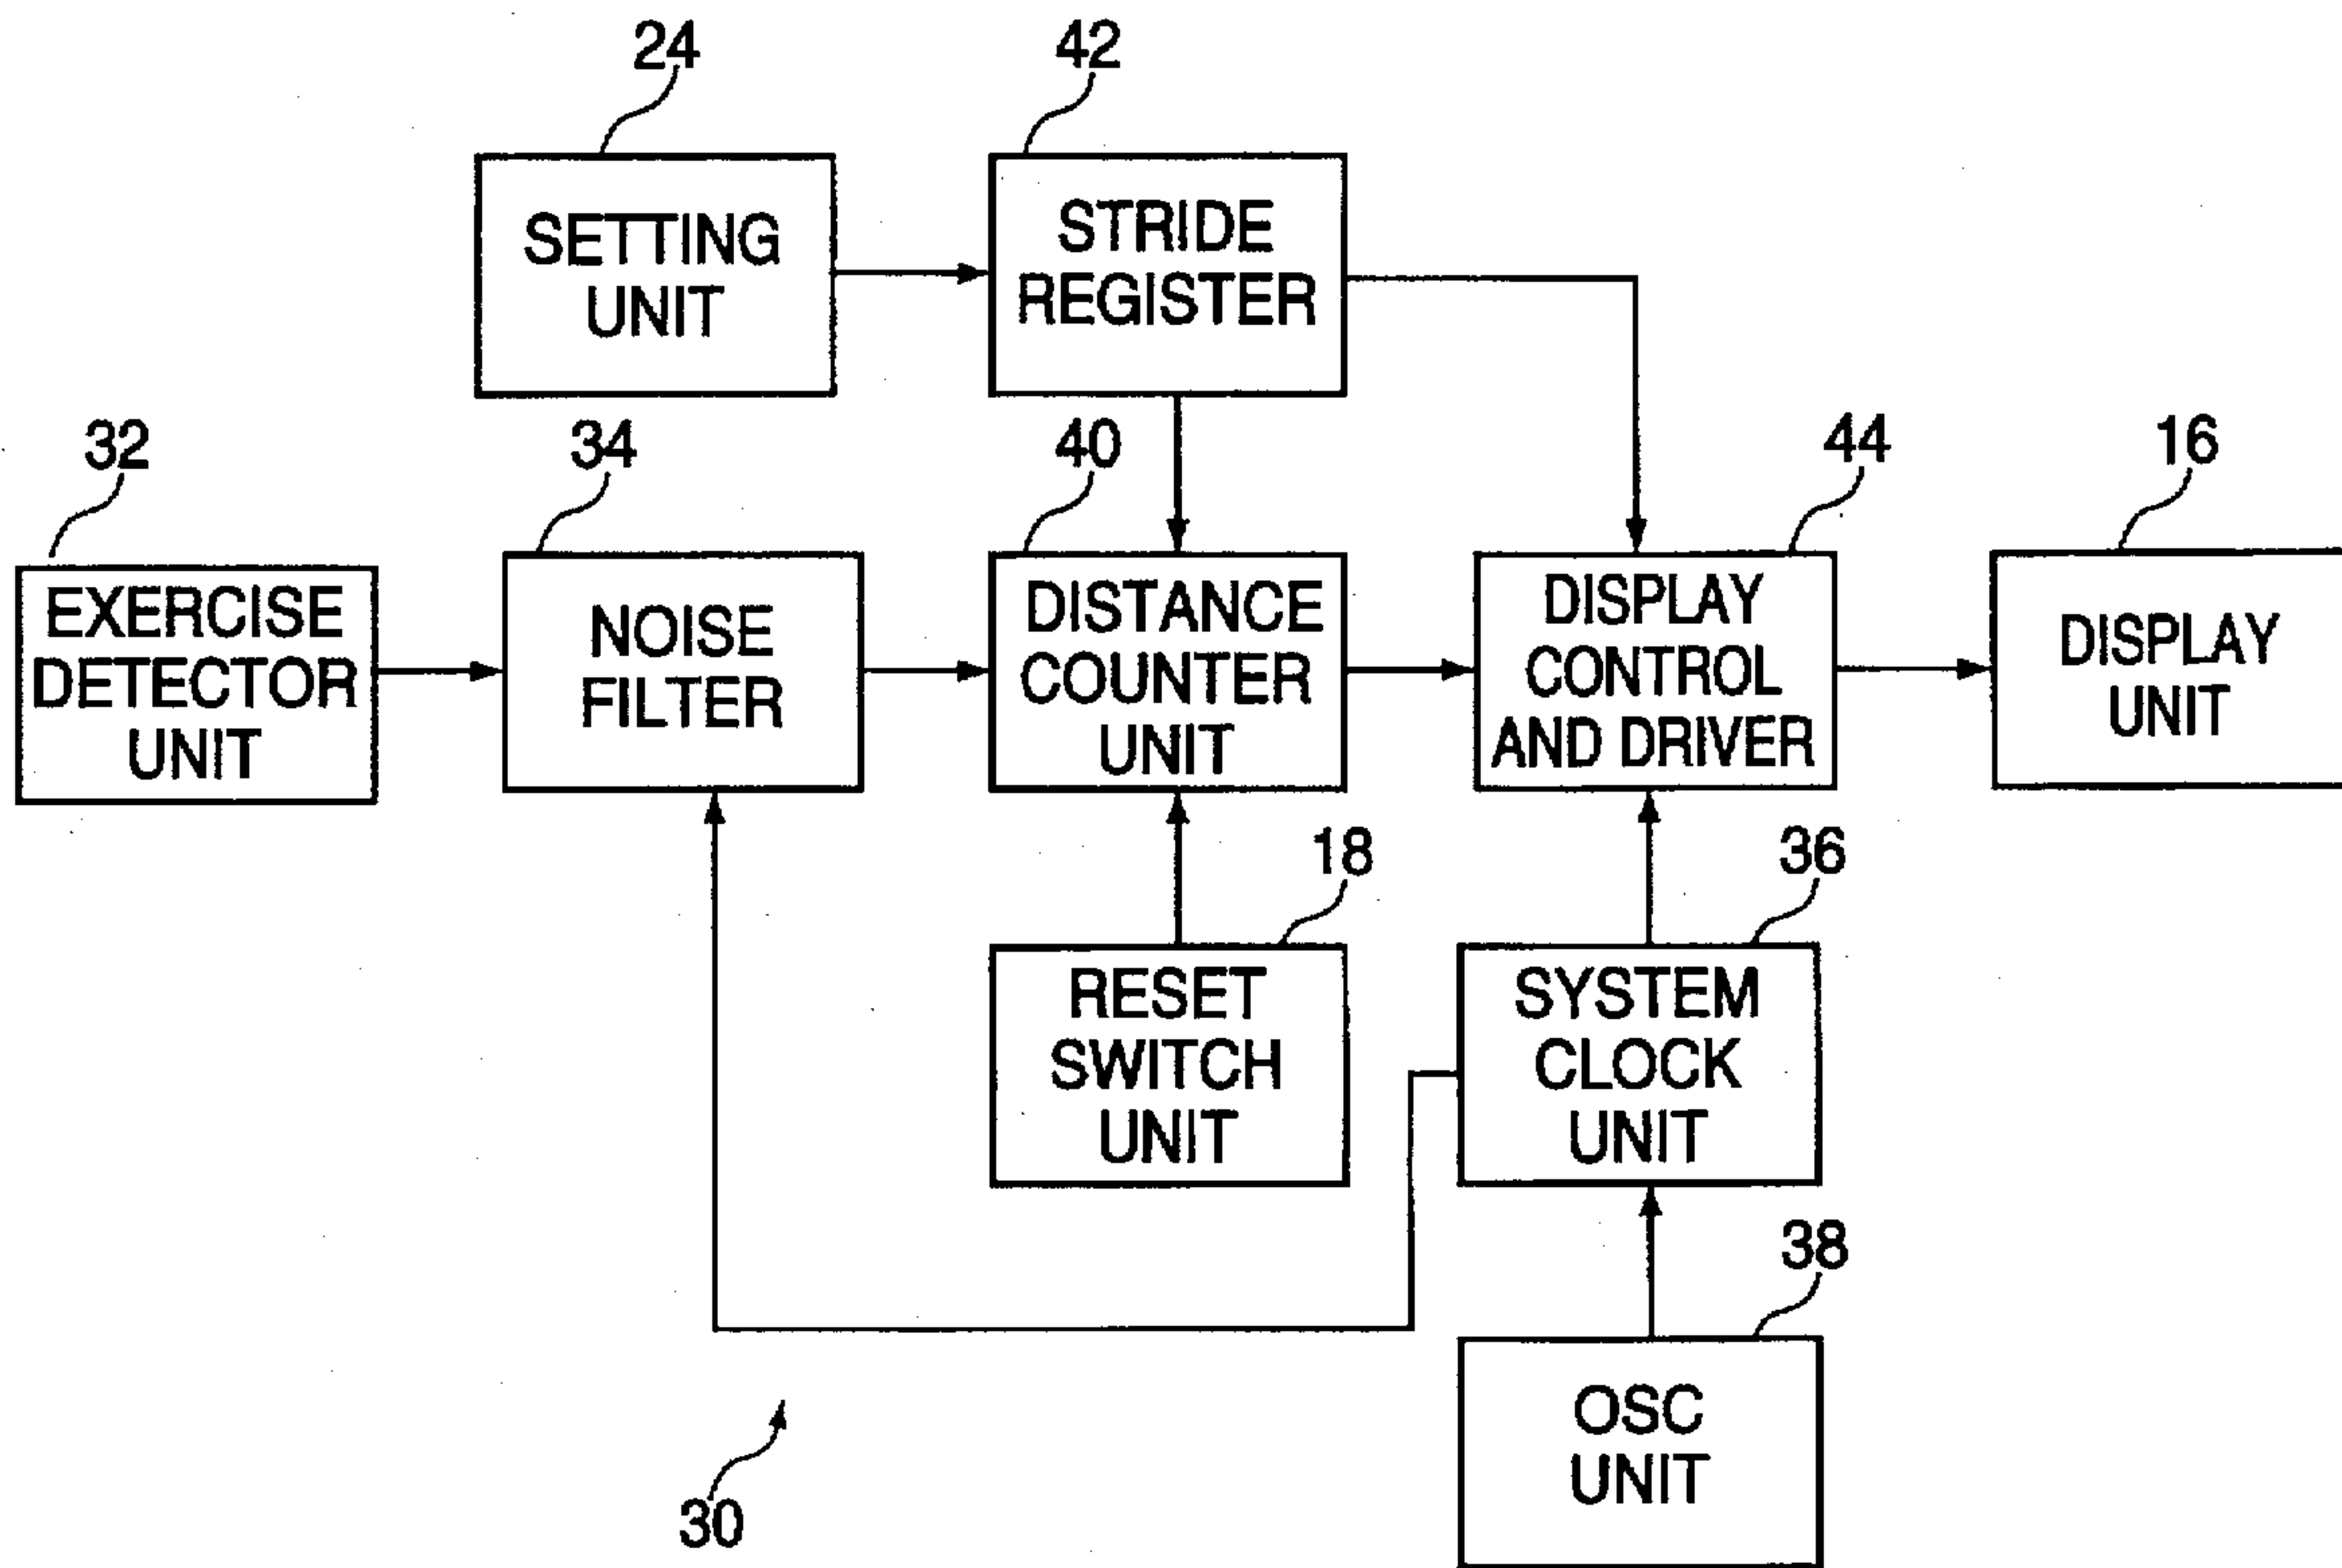 24
42
SETTING
UNIT
STRIDE
REGISTER
32
34
40
44
16
EXERCISE
DETECTOR
UNIT
NOISE
FILTER
DISTANCE
COUNTER
UNIT
DISPLAY
CONTROL
AND DRIVER
DISPLAY
UNIT
18
36
RESET
SWITCH
UNIT
SYSTEM
CLOCK
UNIT
38
OSC
UNIT
30